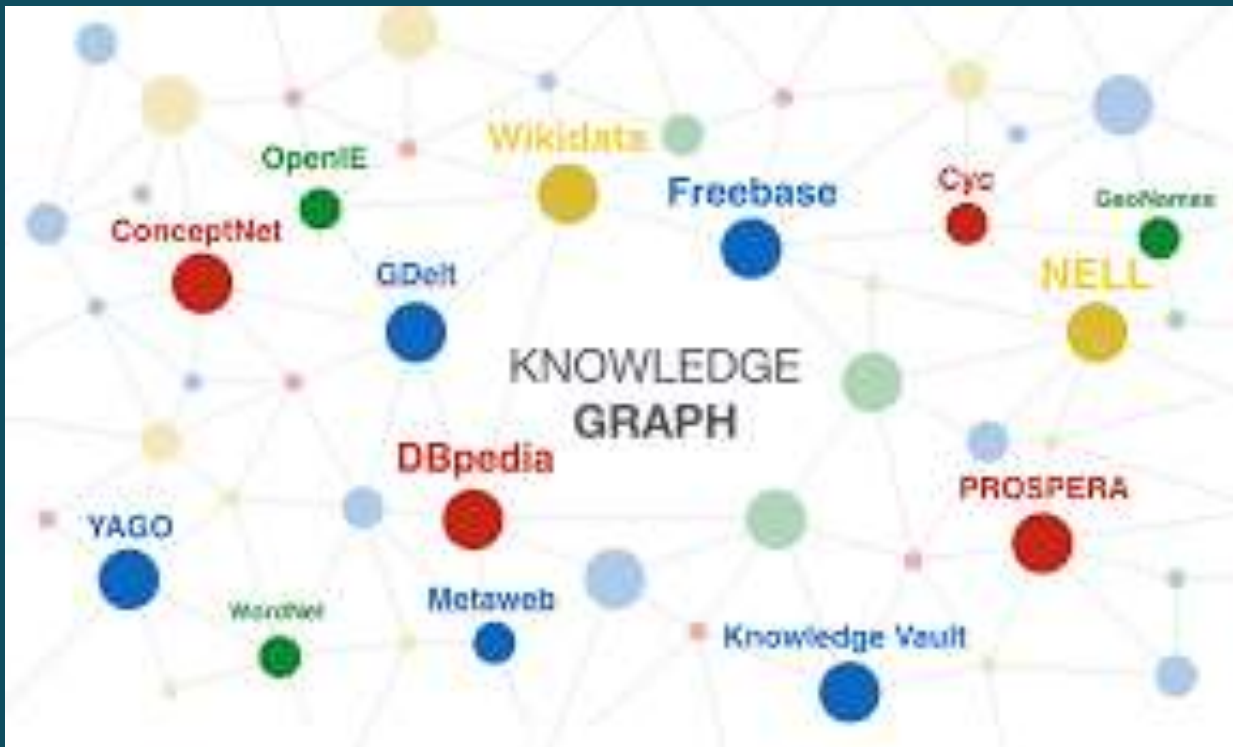 Wikidata
OpenIE
Freebase
Cyc
GeoNames
ConceptNet
GDelt
NELL
KNOWLEDGE
GRAPH
DBpedia
PROSPERA
YAGO
Metaweb
WordNet
Knowledge Vault